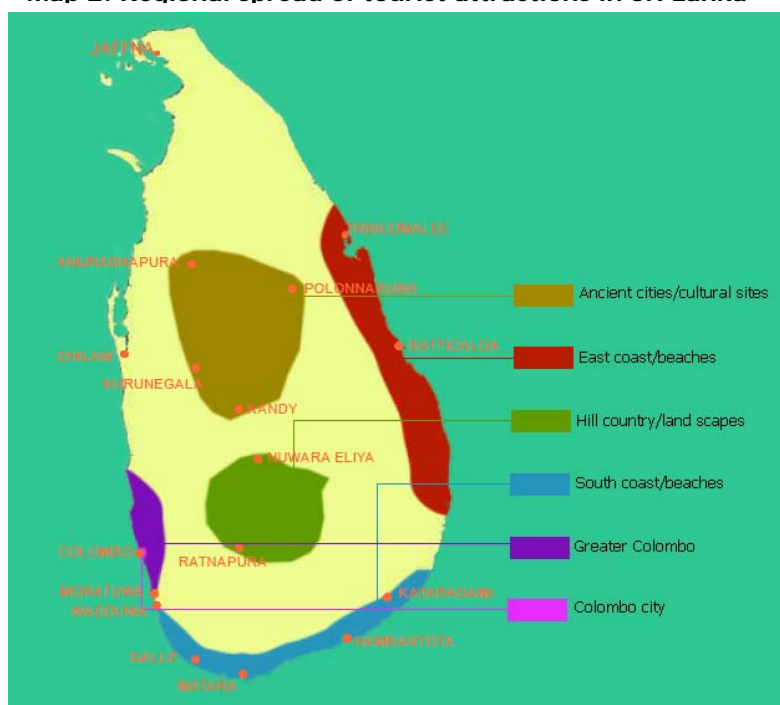 Map 2: Regional spread of tourist attractions in Sri Lanka
JAFFNA
TRINCOMALEE
ANURADHAPURA
POLONNARUWA
Ancient cities/cultural sites
BATTICALOA
CHILAW
East coast/beaches
KURUNEGALA
KANDY
Hill country/land scapes
NUWARA ELIYA
South coast/beaches
Greater Colombo
COLOMBO
RATNAPURA
MORATUWA
KATARAGAMA
WADDUWA
Colombo city
HAMBANTOTA
GALLE
MATARA